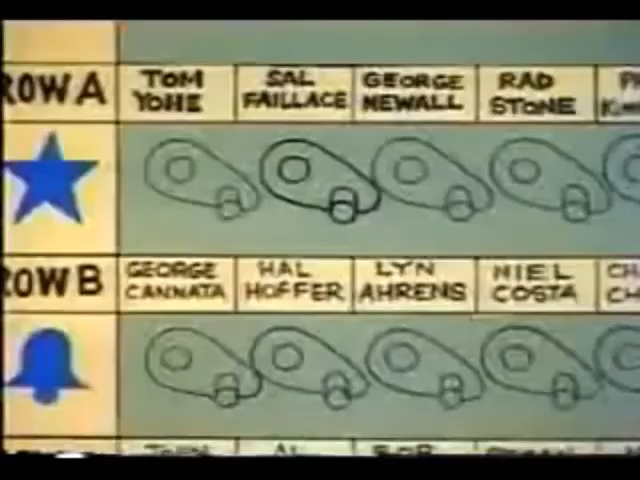 ROW A
TOM YOHE
SAL FAILLACE
GEORGE NEWALL
RAD STONE
ROW B
GEORGE CANNATA
HAL HOFFER
LYN AHRENS
NIEL COSTA